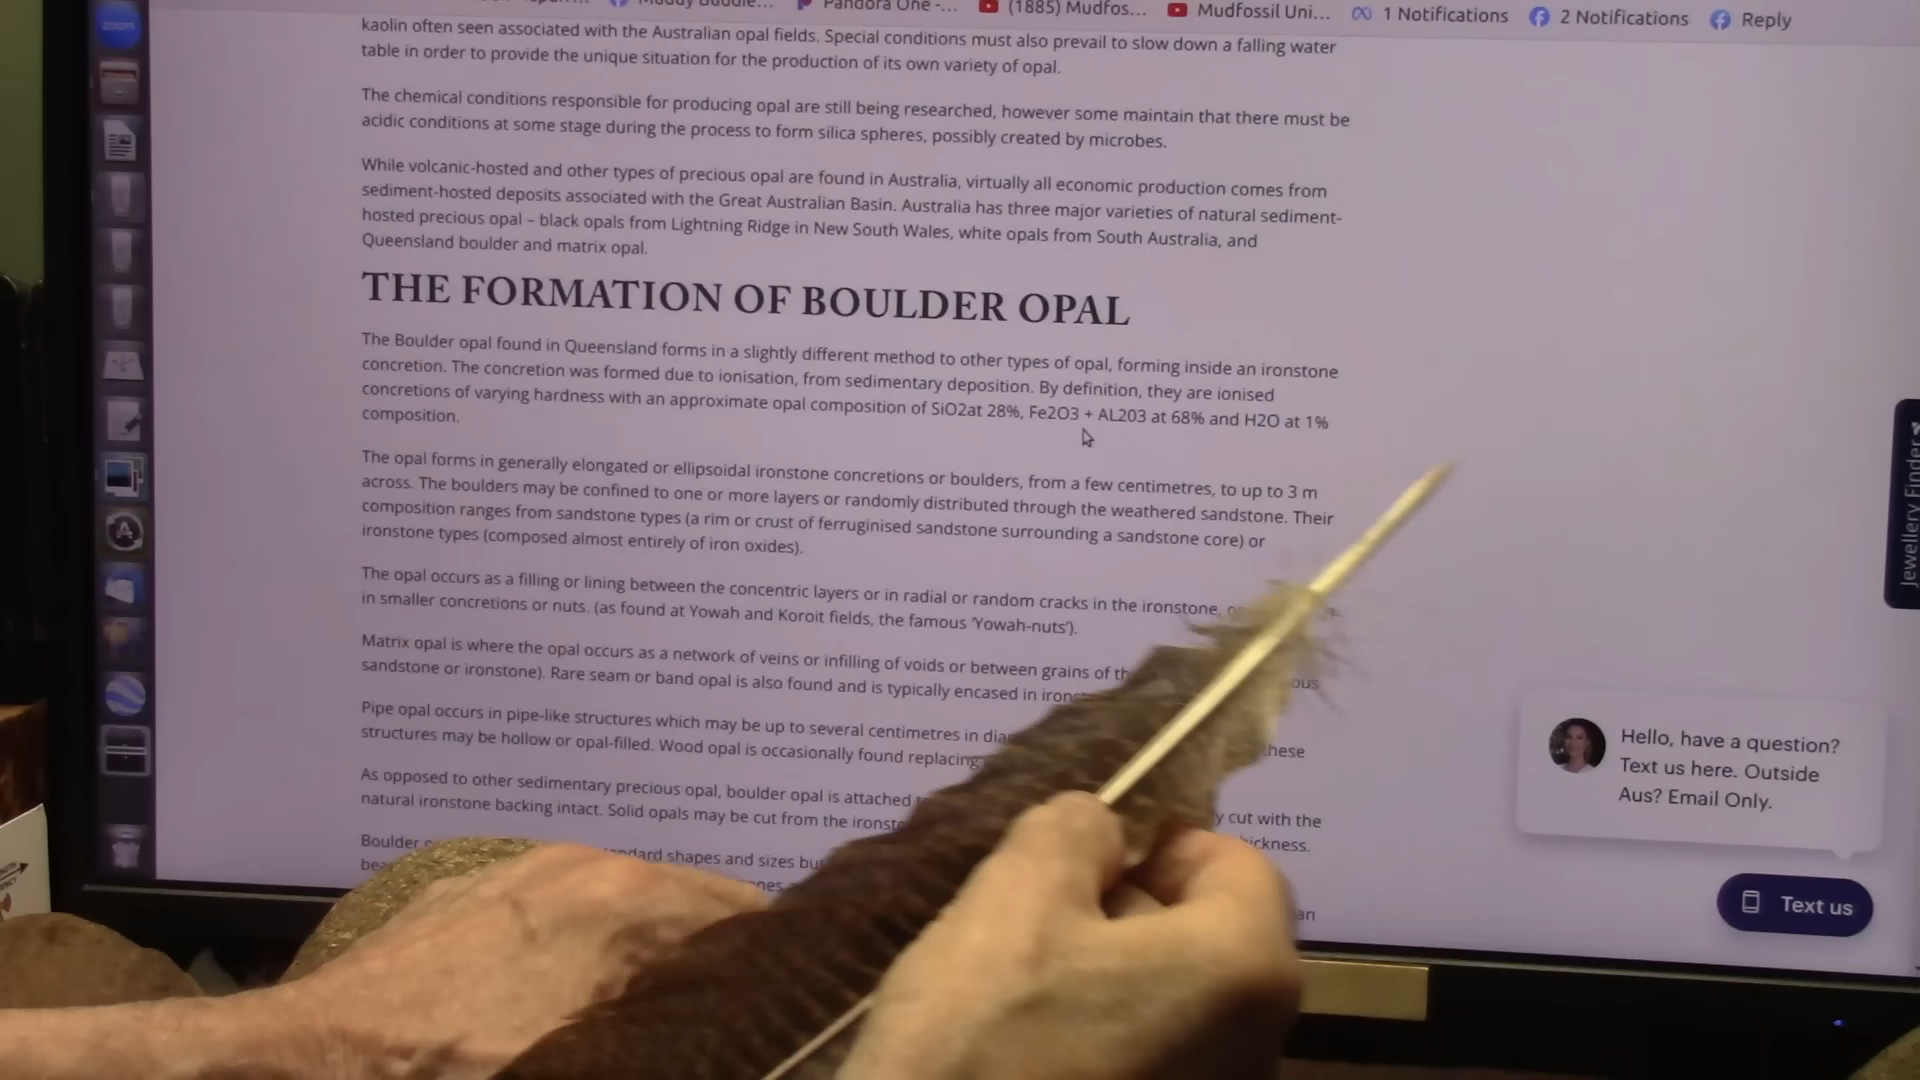 Pandora One -...
(1885) Mudfos...
Mudfossil Uni...
1 Notifications
2 Notifications
Reply
zoom
kaolin often seen associated with the Australian opal fields. Special conditions must also prevail to slow down a falling water
table in order to provide the unique situation for the production of its own variety of opal.
The chemical conditions responsible for producing opal are still being researched, however some maintain that there must be
acidic conditions at some stage during the process to form silica spheres, possibly created by microbes.
While volcanic-hosted and other types of precious opal are found in Australia, virtually all economic production comes from
sediment-hosted deposits associated with the Great Australian Basin. Australia has three major varieties of natural sediment-
hosted precious opal – black opals from Lightning Ridge in New South Wales, white opals from South Australia, and
Queensland boulder and matrix opal.
THE FORMATION OF BOULDER OPAL
The Boulder opal found in Queensland forms in a slightly different method to other types of opal, forming inside an ironstone
concretion. The concretion was formed due to ionisation, from sedimentary deposition. By definition, they are ionised
concretions of varying hardness with an approximate opal composition of SiO2at 28%, Fe2O3 + AL203 at 68% and H2O at 1%
composition.
The opal forms in generally elongated or ellipsoidal ironstone concretions or boulders, from a few centimetres, to up to 3 m
across. The boulders may be confined to one or more layers or randomly distributed through the weathered sandstone. Their
composition ranges from sandstone types (a rim or crust of ferruginised sandstone surrounding a sandstone core) or
ironstone types (composed almost entirely of iron oxides).
The opal occurs as a filling or lining between the concentric layers or in radial or random cracks in the ironstone,
in smaller concretions or nuts. (as found at Yowah and Koroit fields, the famous 'Yowah-nuts').
Matrix opal is where the opal occurs as a network of veins or infilling of voids or between grains of
sandstone or ironstone). Rare seam or band opal is also found and is typically encased in
Pipe opal occurs in pipe-like structures which may be up to several centimetres in
structures may be hollow or opal-filled. Wood opal is occasionally found replacing
As opposed to other sedimentary precious opal, boulder opal is attached
cut with the
natural ironstone backing intact. Solid opals may be cut from the
Boulder
shapes and sizes but
Jewellery Finder
Hello, have a question?
Text us here. Outside
Aus? Email Only.
Text us